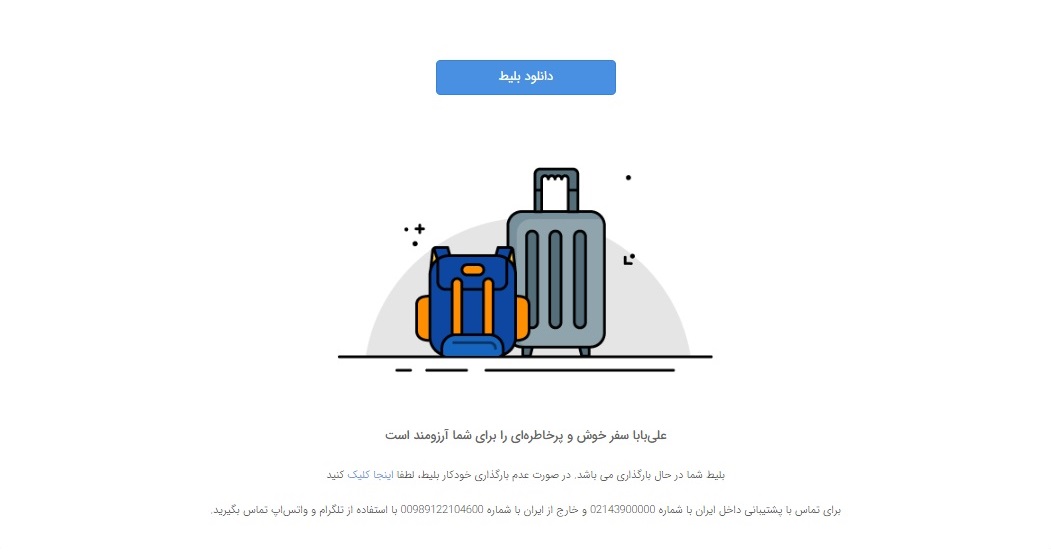 دانلود بلیط
علی‌بابا سفر خوش و پرخاطره‌ای را برای شما آرزومند است
بلیط شما در حال بارگذاری می باشد. در صورت عدم بارگذاری خودکار بلیط، لطفا اینجا کلیک کنید
برای تماس با پشتیبانی داخل ایران با شماره 02143900000 و خارج از ایران با شماره 00989122104600 با استفاده از تلگرام و واتس‌اپ تماس بگیرید.